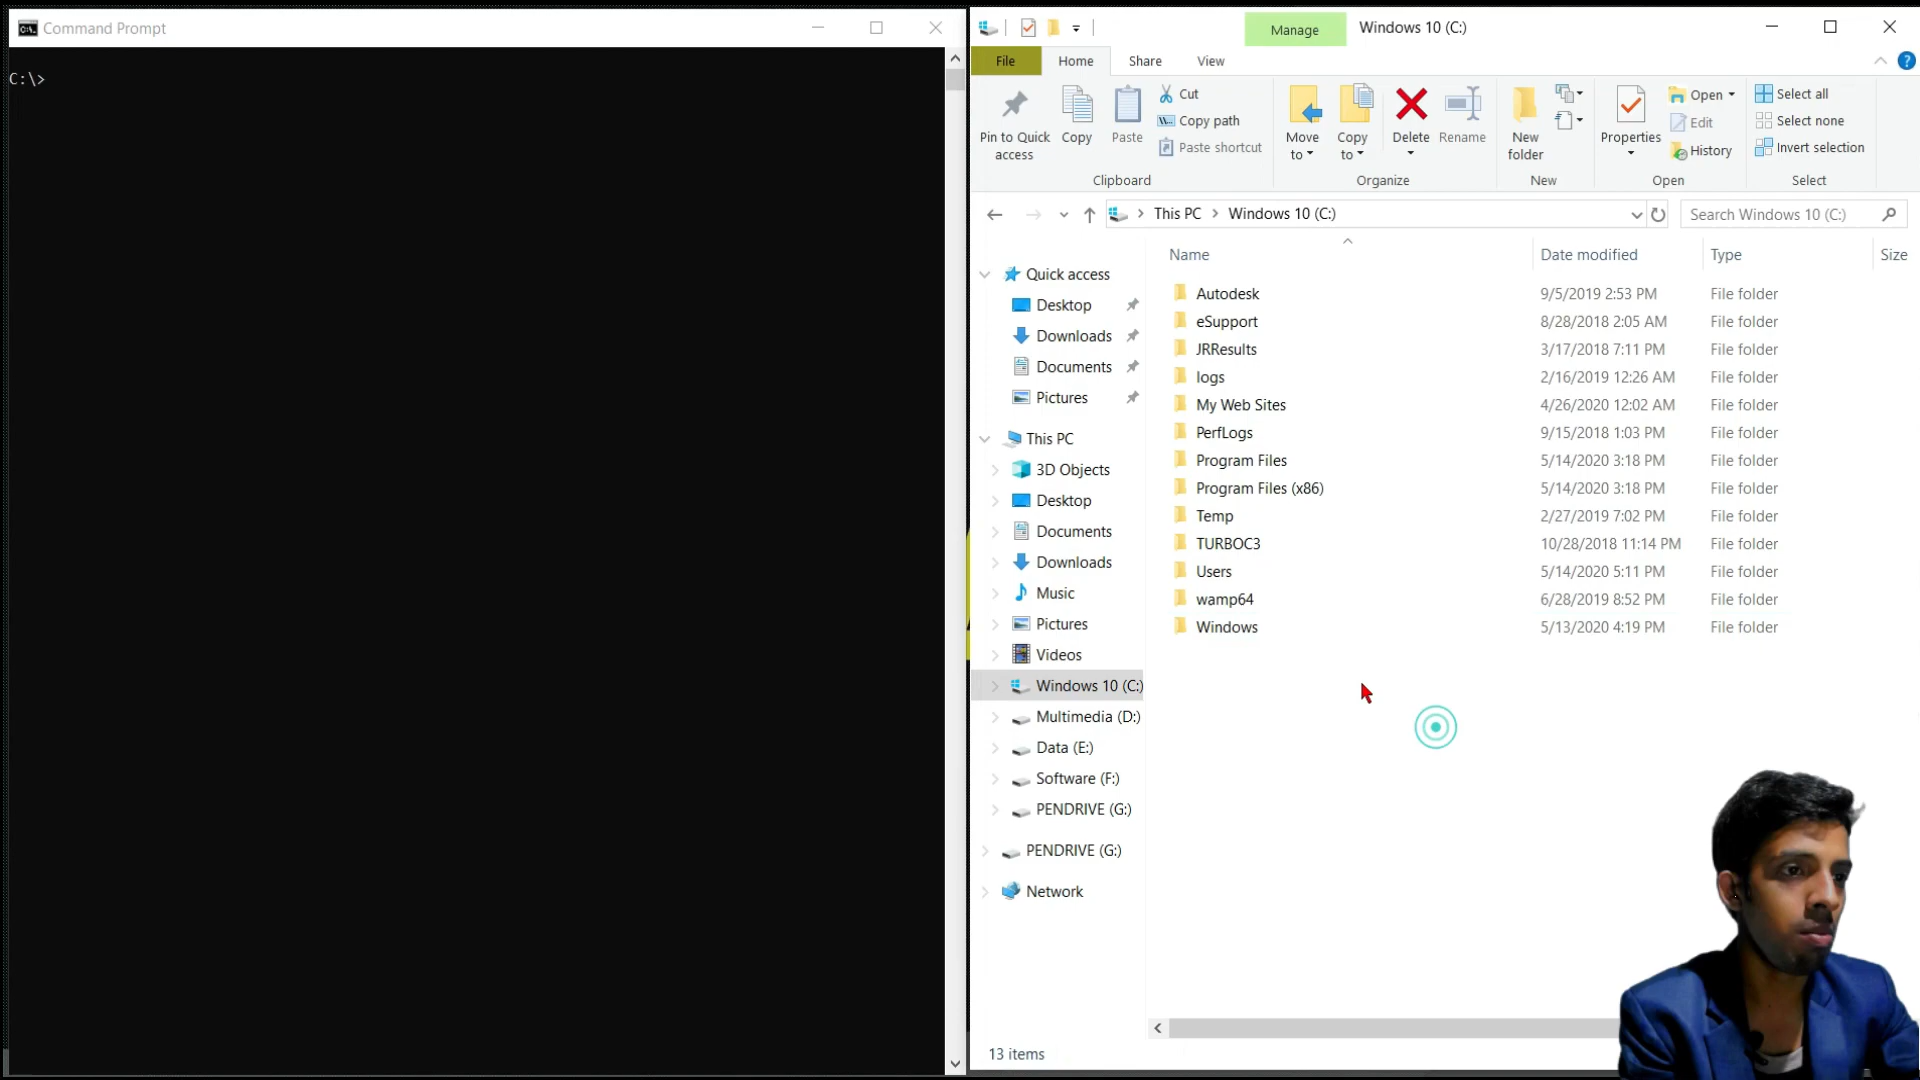 Command Prompt
C:\>
Manage
Windows 10 (C:)
File
Home
Share
View
Pin to Quick access
Copy
Paste
Cut
Copy path
Paste shortcut
Clipboard
Move to
Copy to
Delete
Rename
Organize
New folder
New
Properties
Open
Edit
History
Open
Select all
Select none
Invert selection
Select
This PC > Windows 10 (C:)
Search Windows 10 (C:)
Name
Date modified
Type
Size
Quick access
Desktop
Downloads
Documents
Pictures
This PC
3D Objects
Desktop
Documents
Downloads
Music
Pictures
Videos
Windows 10 (C:)
Multimedia (D:)
Data (E:)
Software (F:)
PENDRIVE (G:)
PENDRIVE (G:)
Network
Autodesk 9/5/2019 2:53 PM File folder
eSupport 8/28/2018 2:05 AM File folder
JRResults 3/17/2018 7:11 PM File folder
logs 2/16/2019 12:26 AM File folder
My Web Sites 4/26/2020 12:02 AM File folder
PerfLogs 9/15/2018 1:03 PM File folder
Program Files 5/14/2020 3:18 PM File folder
Program Files (x86) 5/14/2020 3:18 PM File folder
Temp 2/27/2019 7:02 PM File folder
TURBOC3 10/28/2018 11:14 PM File folder
Users 5/14/2020 5:11 PM File folder
wamp64 6/28/2019 8:52 PM File folder
Windows 5/13/2020 4:19 PM File folder
13 items